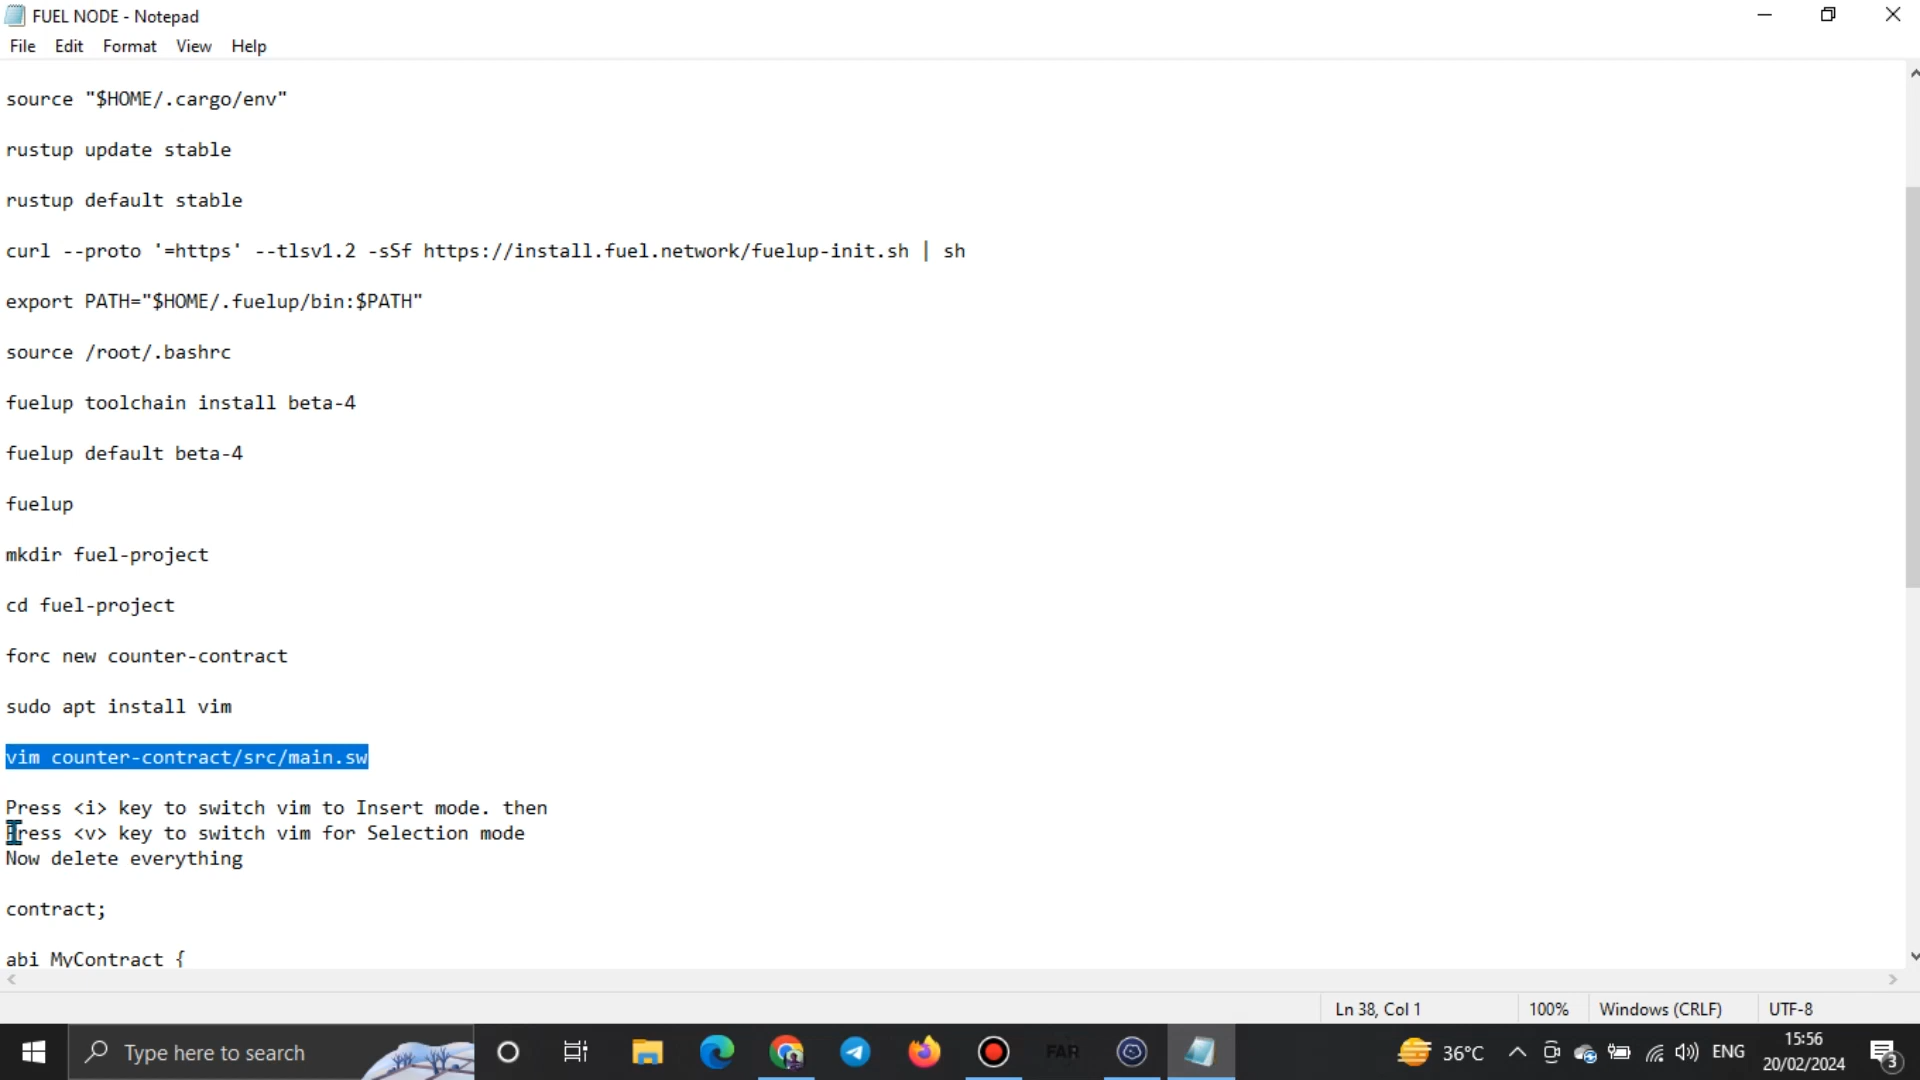 FUEL NODE - Notepad
File Edit Format View Help
source "$HOME/.cargo/env"
rustup update stable
rustup default stable
curl --proto '=https' --tlsv1.2 -sSf https://install.fuel.network/fuelup-init.sh | sh
export PATH="$HOME/.fuelup/bin:$PATH"
source /root/.bashrc
fuelup toolchain install beta-4
fuelup default beta-4
fuelup
mkdir fuel-project
cd fuel-project
forc new counter-contract
sudo apt install vim
vim counter-contract/src/main.sw
Press <i> key to switch vim to Insert mode. then
Press <v> key to switch vim for Selection mode
Now delete everything
contract;
abi MyContract {
Ln 38, Col 1 100% Windows (CRLF) UTF-8
Type here to search FAR 36°C ENG 15:56
20/02/2024 3